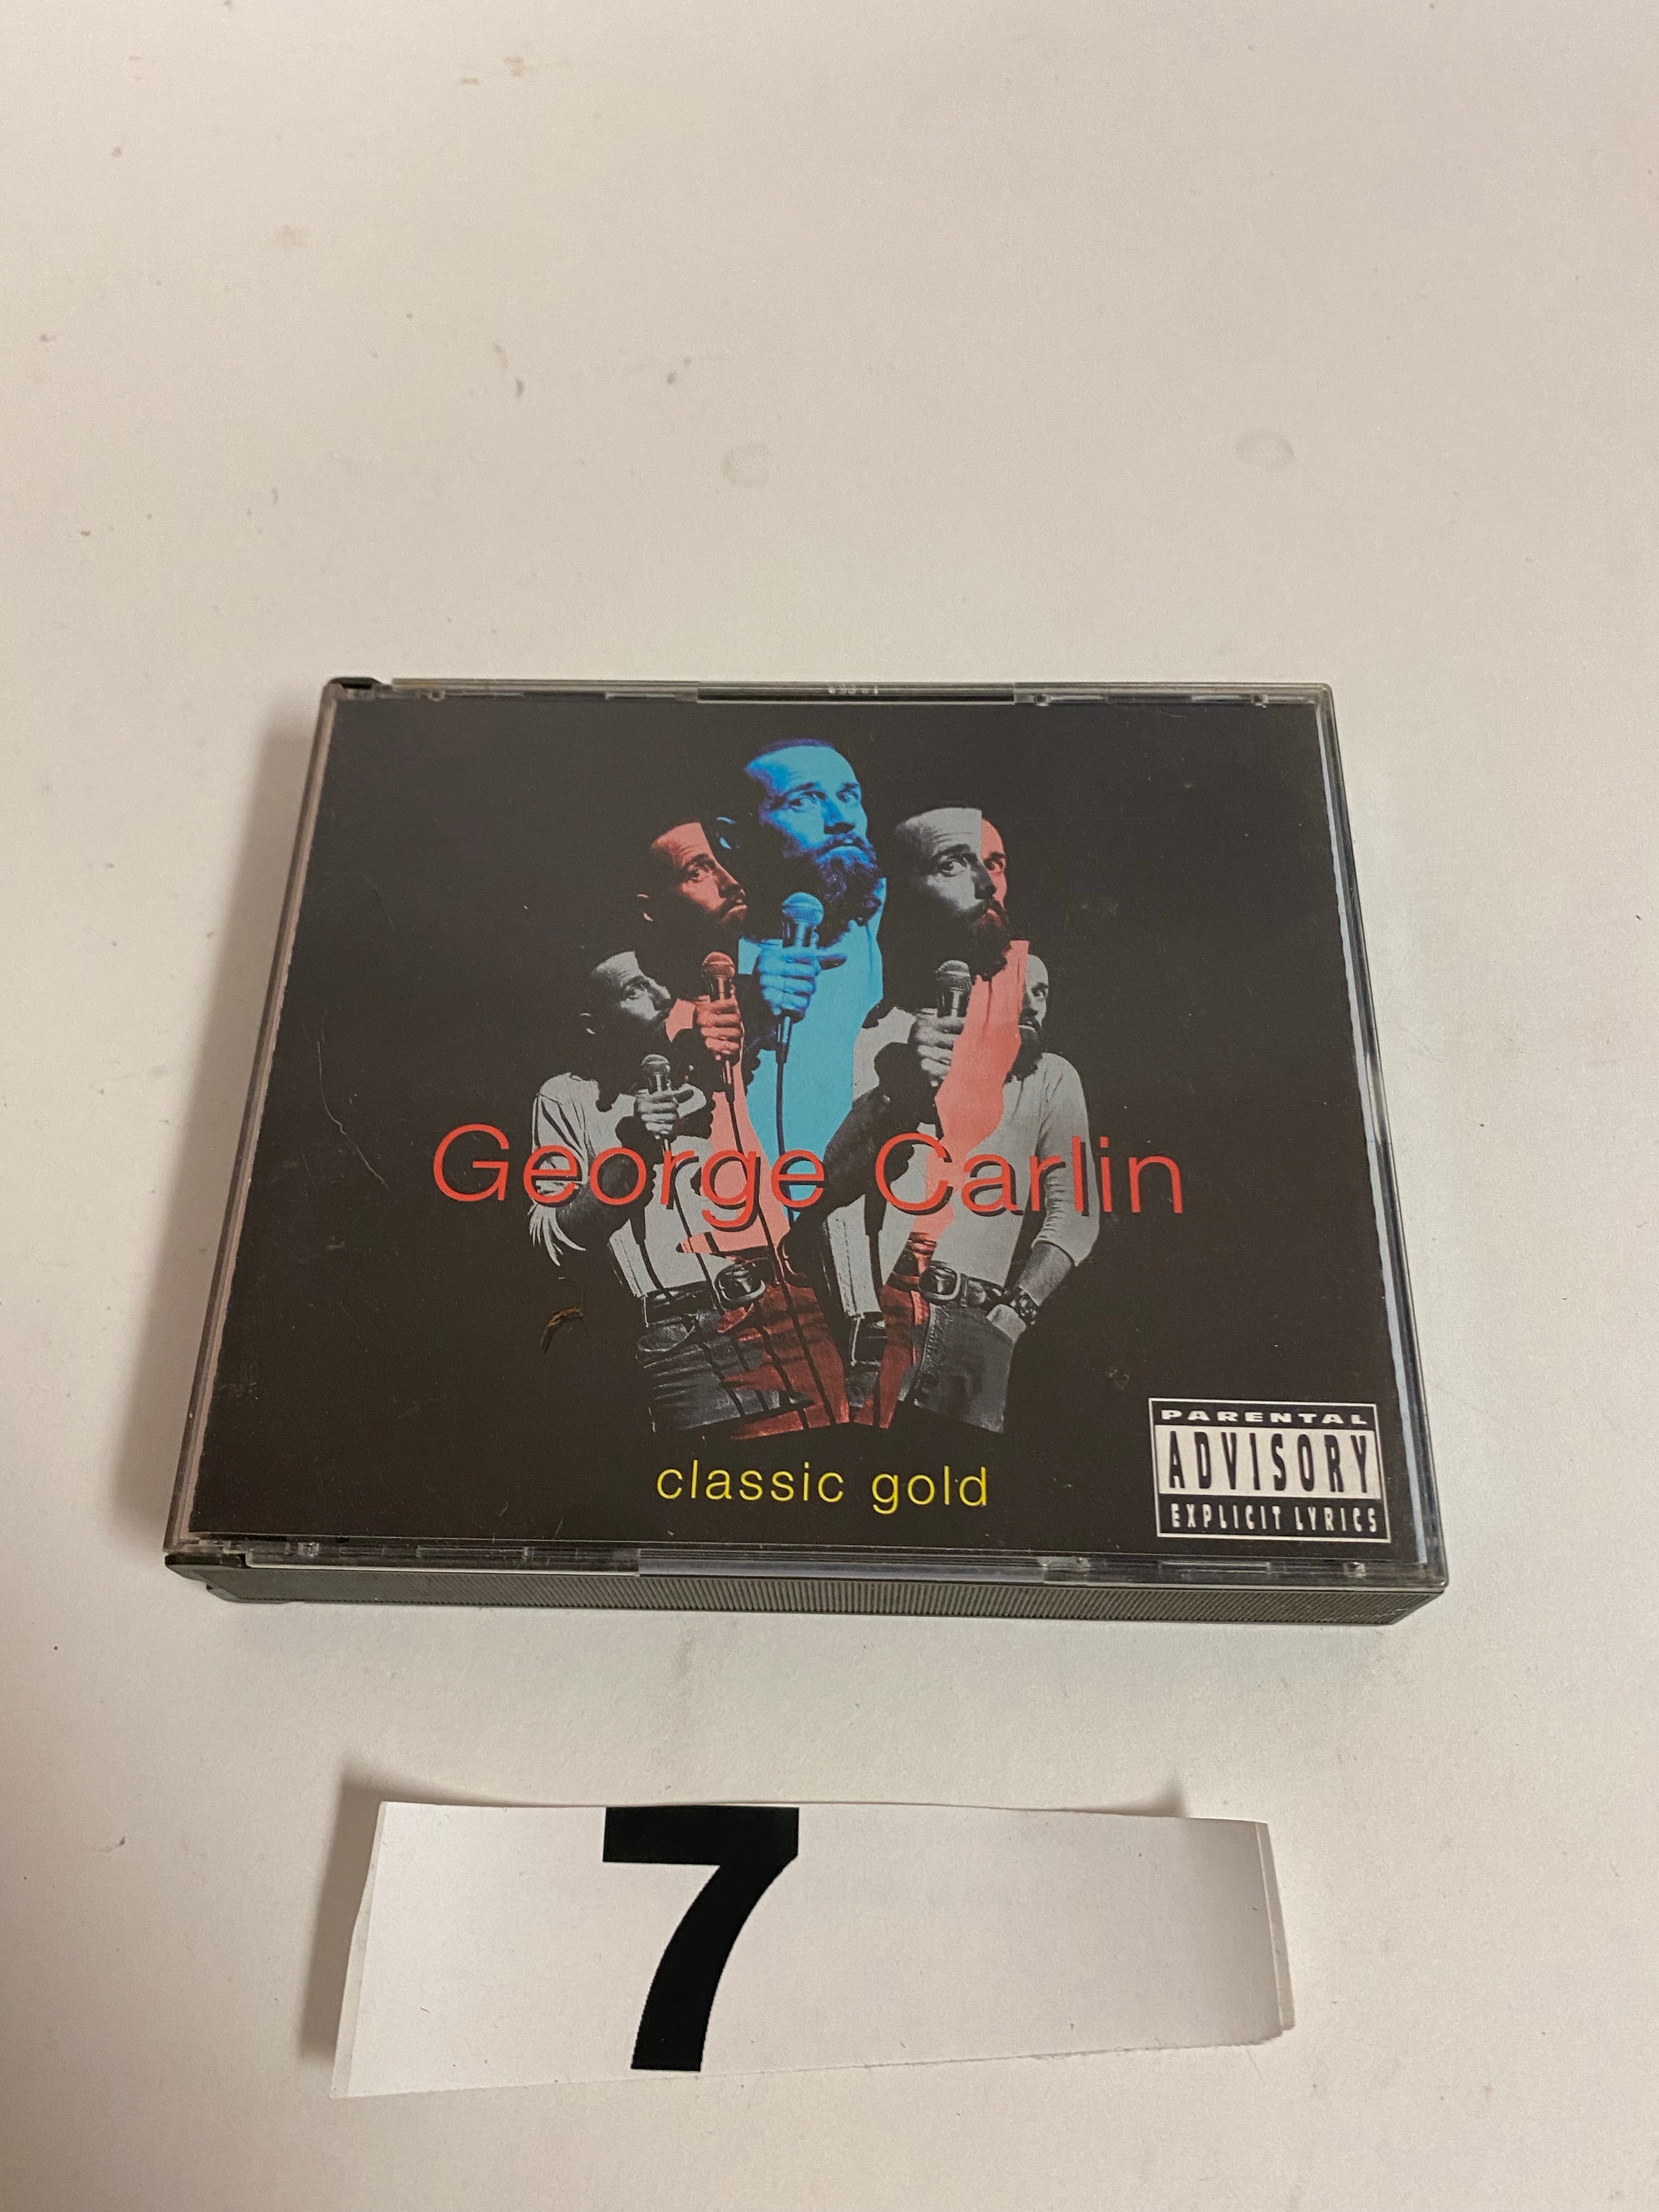 George Carlin
classic gold
PARENTAL
ADVISORY
EXPLICIT LYRICS
7